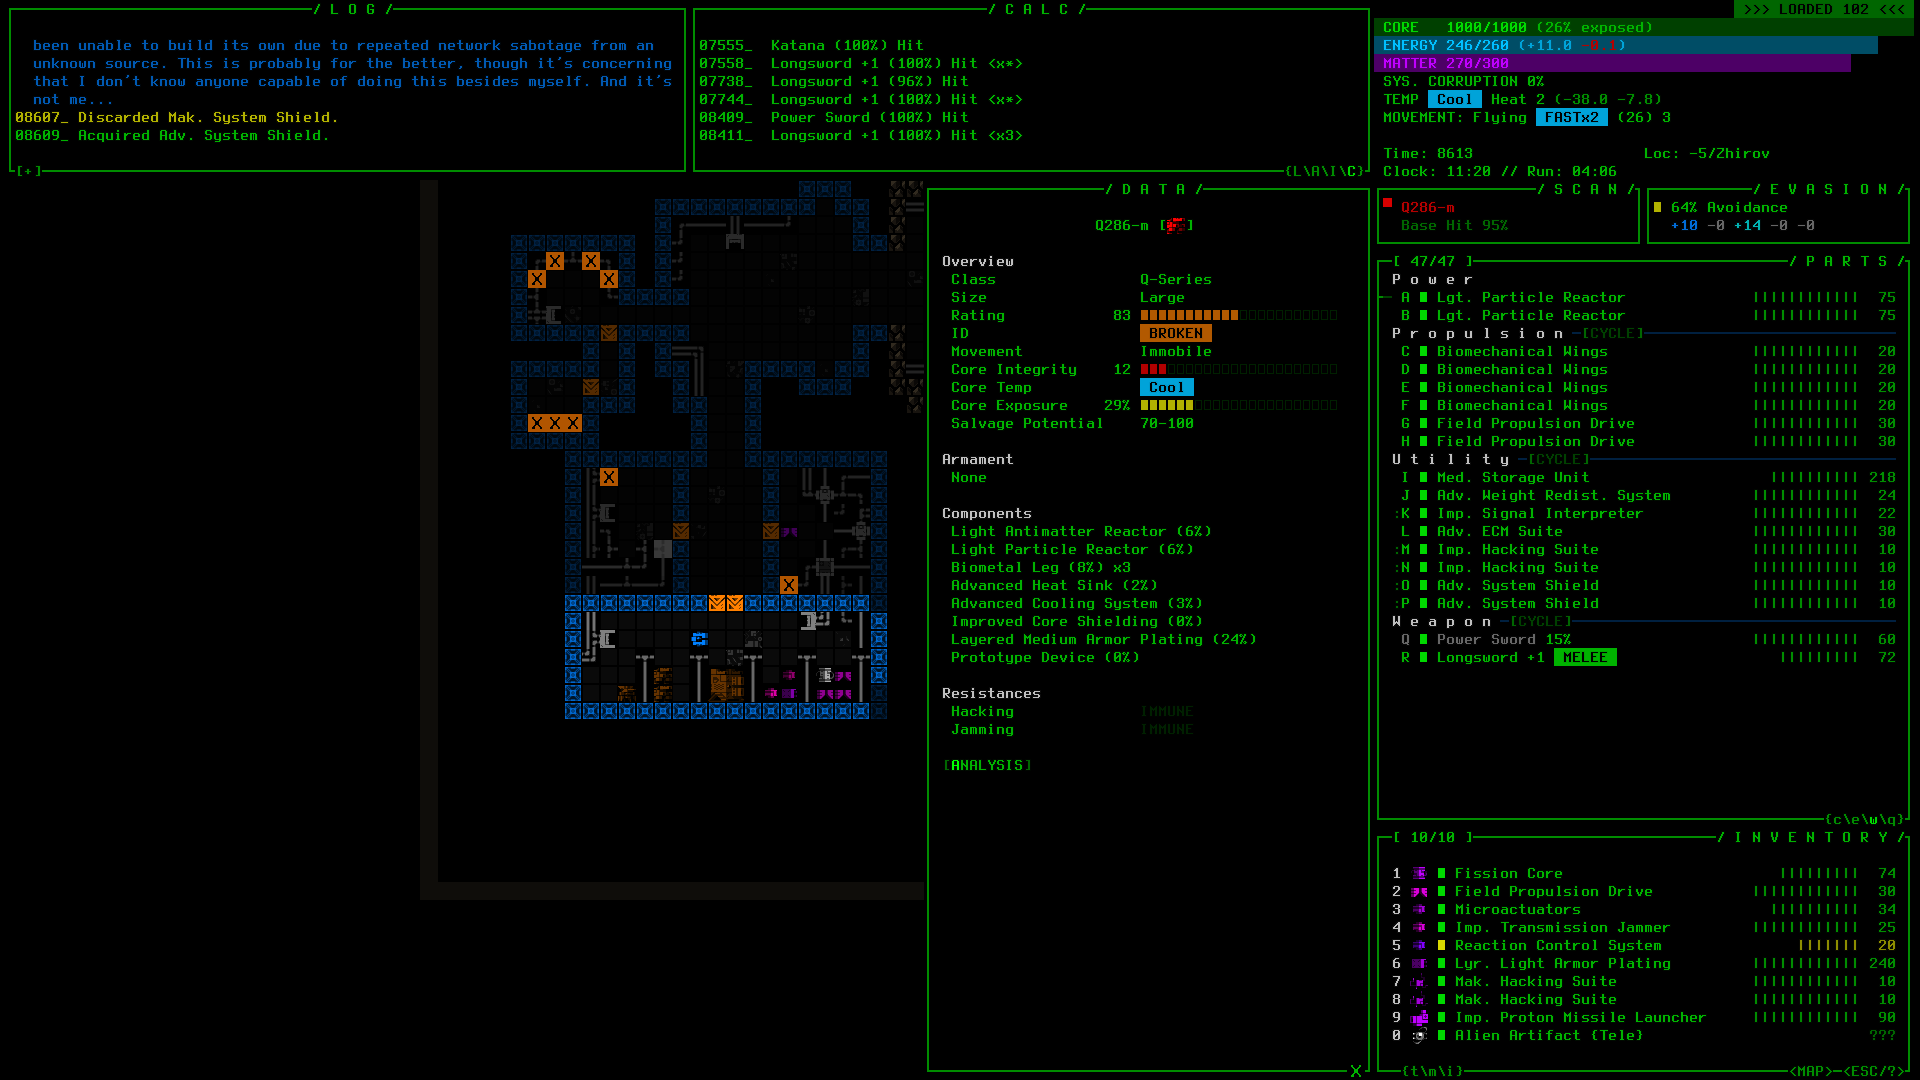 / L O G /
been unable to build its own due to repeated network sabotage from an
unknown source. This is probably for the better, though it's concerning
that I don't know anyone capable of doing this besides myself. And it's
not me...
08607_ Discarded Mak. System Shield.
08609_ Acquired Adv. System Shield.
[+]
/ C A L C /
07555_ Katana (100%) Hit
07558_ Longsword +1 (100%) Hit <x*>
07738_ Longsword +1 (96%) Hit
07744_ Longsword +1 (100%) Hit <x*>
08409_ Power Sword (100%) Hit
08411_ Longsword +1 (100%) Hit <x3>
{L\A\I\C}
>>> LOADED 102 <<<
CORE 1000/1000 (26% exposed)
ENERGY 246/260 (+11.0
MATTER 270/300
SYS. CORRUPTION 0%
TEMP Cool Heat 2 (-38.0 -7.8)
MOVEMENT: Flying FASTx2 (26) 3
Time: 8613 Loc: -5/Zhirov
Clock: 11:20 // Run: 04:06
/ S C A N /
Q286-m
Base Hit 95%
/ E V A S I O N /
64% Avoidance
+10 -0 +14 -0 -0
/ D A T A /
Q286-m [ ]
Overview
Class Q-Series
Size Large
Rating 83
ID BROKEN
Movement Immobile
Core Integrity 12
Core Temp Cool
Core Exposure 29%
Salvage Potential 70-100
Armament
None
Components
Light Antimatter Reactor (6%)
Light Particle Reactor (6%)
Biometal Leg (8%) x3
Advanced Heat Sink (2%)
Advanced Cooling System (3%)
Improved Core Shielding (0%)
Layered Medium Armor Plating (24%)
Prototype Device (0%)
Resistances
Hacking IMMUNE
Jamming IMMUNE
[ANALYSIS]
X
[ 47/47 ] / P A R T S /
P o w e r
A Lgt. Particle Reactor 75
B Lgt. Particle Reactor 75
P r o p u l s i o n [CYCLE]
C Biomechanical Wings 20
D Biomechanical Wings 20
E Biomechanical Wings 20
F Biomechanical Wings 20
G Field Propulsion Drive 30
H Field Propulsion Drive 30
U t i l i t y [CYCLE]
I Med. Storage Unit 218
J Adv. Weight Redist. System 24
:K Imp. Signal Interpreter 22
L Adv. ECM Suite 30
:M Imp. Hacking Suite 10
:N Imp. Hacking Suite 10
:O Adv. System Shield 10
:P Adv. System Shield 10
W e a p o n [CYCLE]
Q Power Sword 15% 60
R Longsword +1 MELEE 72
{c\e\w\q}
[ 10/10 ] / I N V E N T O R Y /
1 Fission Core 74
2 Field Propulsion Drive 30
3 Microactuators 34
4 Imp. Transmission Jammer 25
5 Reaction Control System 20
6 Lyr. Light Armor Plating 240
7 Mak. Hacking Suite 10
8 Mak. Hacking Suite 10
9 Imp. Proton Missile Launcher 90
0 Alien Artifact (Tele) ???
{t\m\i} <MAP> <ESC/?>